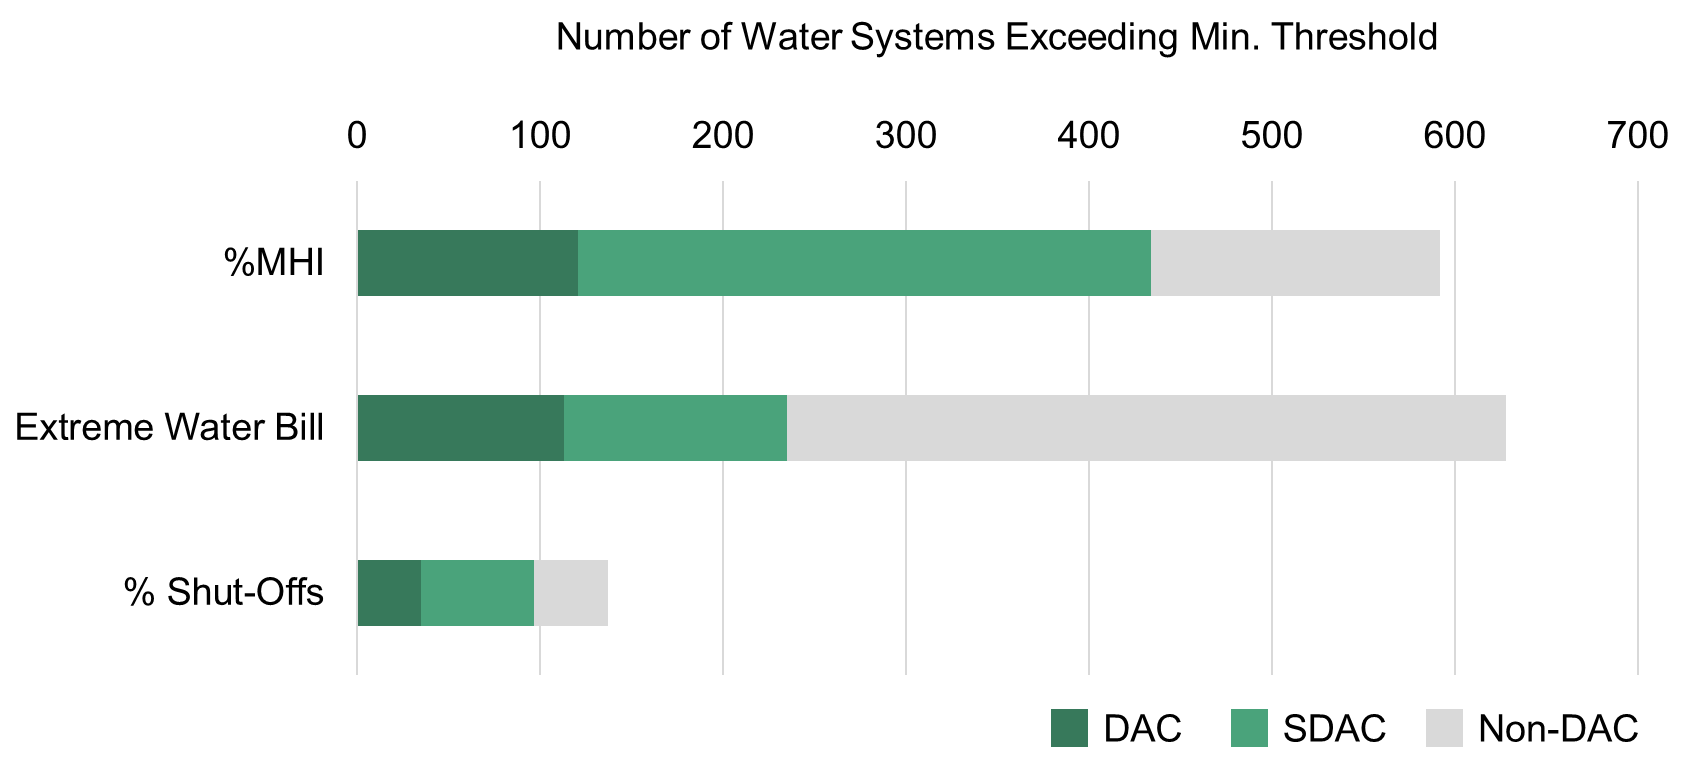 Number of Water Systems Exceeding Min. Threshold
0 100 200 300 400 500 600 700
%MHI
Extreme Water Bill
% Shut-Offs
DAC SDAC Non-DAC